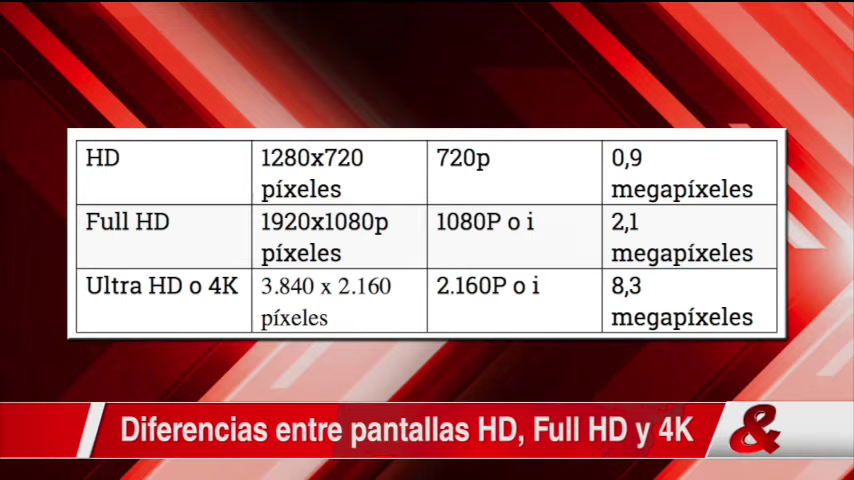 HD
1280x720
píxeles
720p
0,9
megapíxeles
Full HD
1920x1080p
píxeles
1080P o i
2,1
megapíxeles
Ultra HD o 4K
3.840 x 2.160
píxeles
2.160P o i
8,3
megapíxeles
Diferencias entre pantallas HD, Full HD y 4K
&